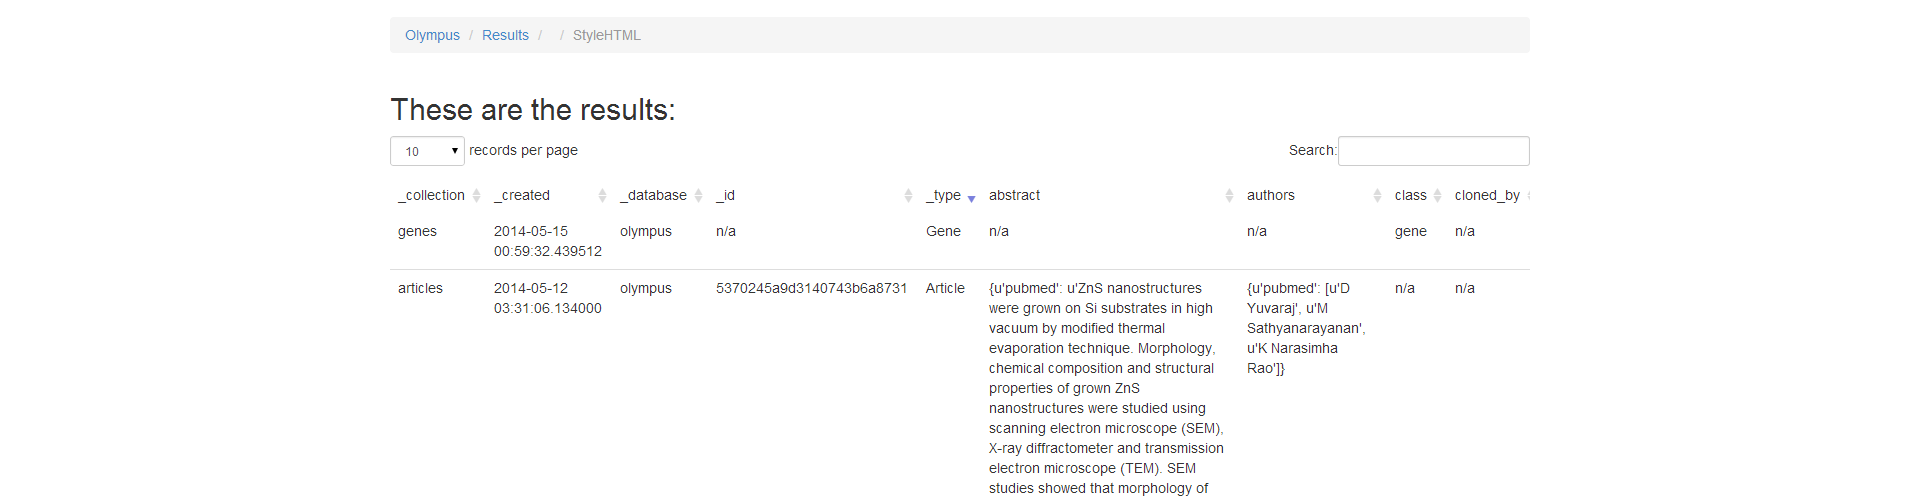 Olympus / Results / / StyleHTML
These are the results:
10 records per page Search:
_collection _created _database _id _type abstract authors class cloned_by
genes 2014-05-15 olympus n/a Gene n/a n/a gene n/a
00:59:32.439512
articles 2014-05-12 olympus 5370245a9d3140743b6a8731 Article {u'pubmed': u'ZnS nanostructures {u'pubmed': [u'D n/a n/a
03:31:06.134000 were grown on Si substrates in high Yuvaraj', u'M
vacuum by modified thermal Sathyanarayanan',
evaporation technique. Morphology, u'K Narasimha
chemical composition and structural Rao']}
properties of grown ZnS
nanostructures were studied using
scanning electron microscope (SEM),
X-ray diffractometer and transmission
electron microscope (TEM). SEM
studies showed that morphology of